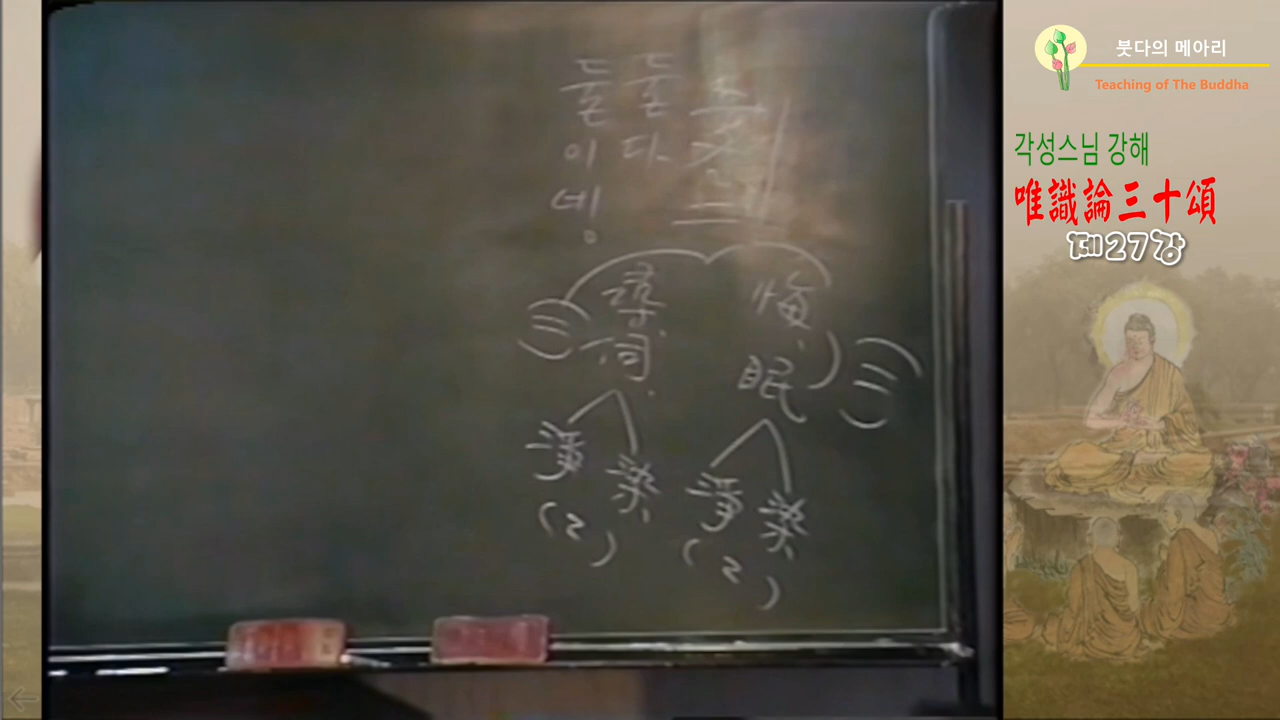 붓다의 메아리
Teaching of The Buddha
각성스님 강해
唯識論三十頌
제27강
둘다
둘이네!
悔
眠
二
尋
伺
二
染
淨
(2)
染
淨
(2)